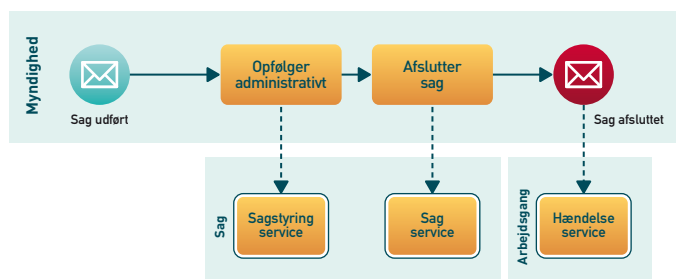 Myndighed
Sag udført
Opfølger
administrativt
Afslutter
sag
Sag afsluttet
Sag
Sagstyring
service
Sag
service
Arbejdsgang
Hændelse
service